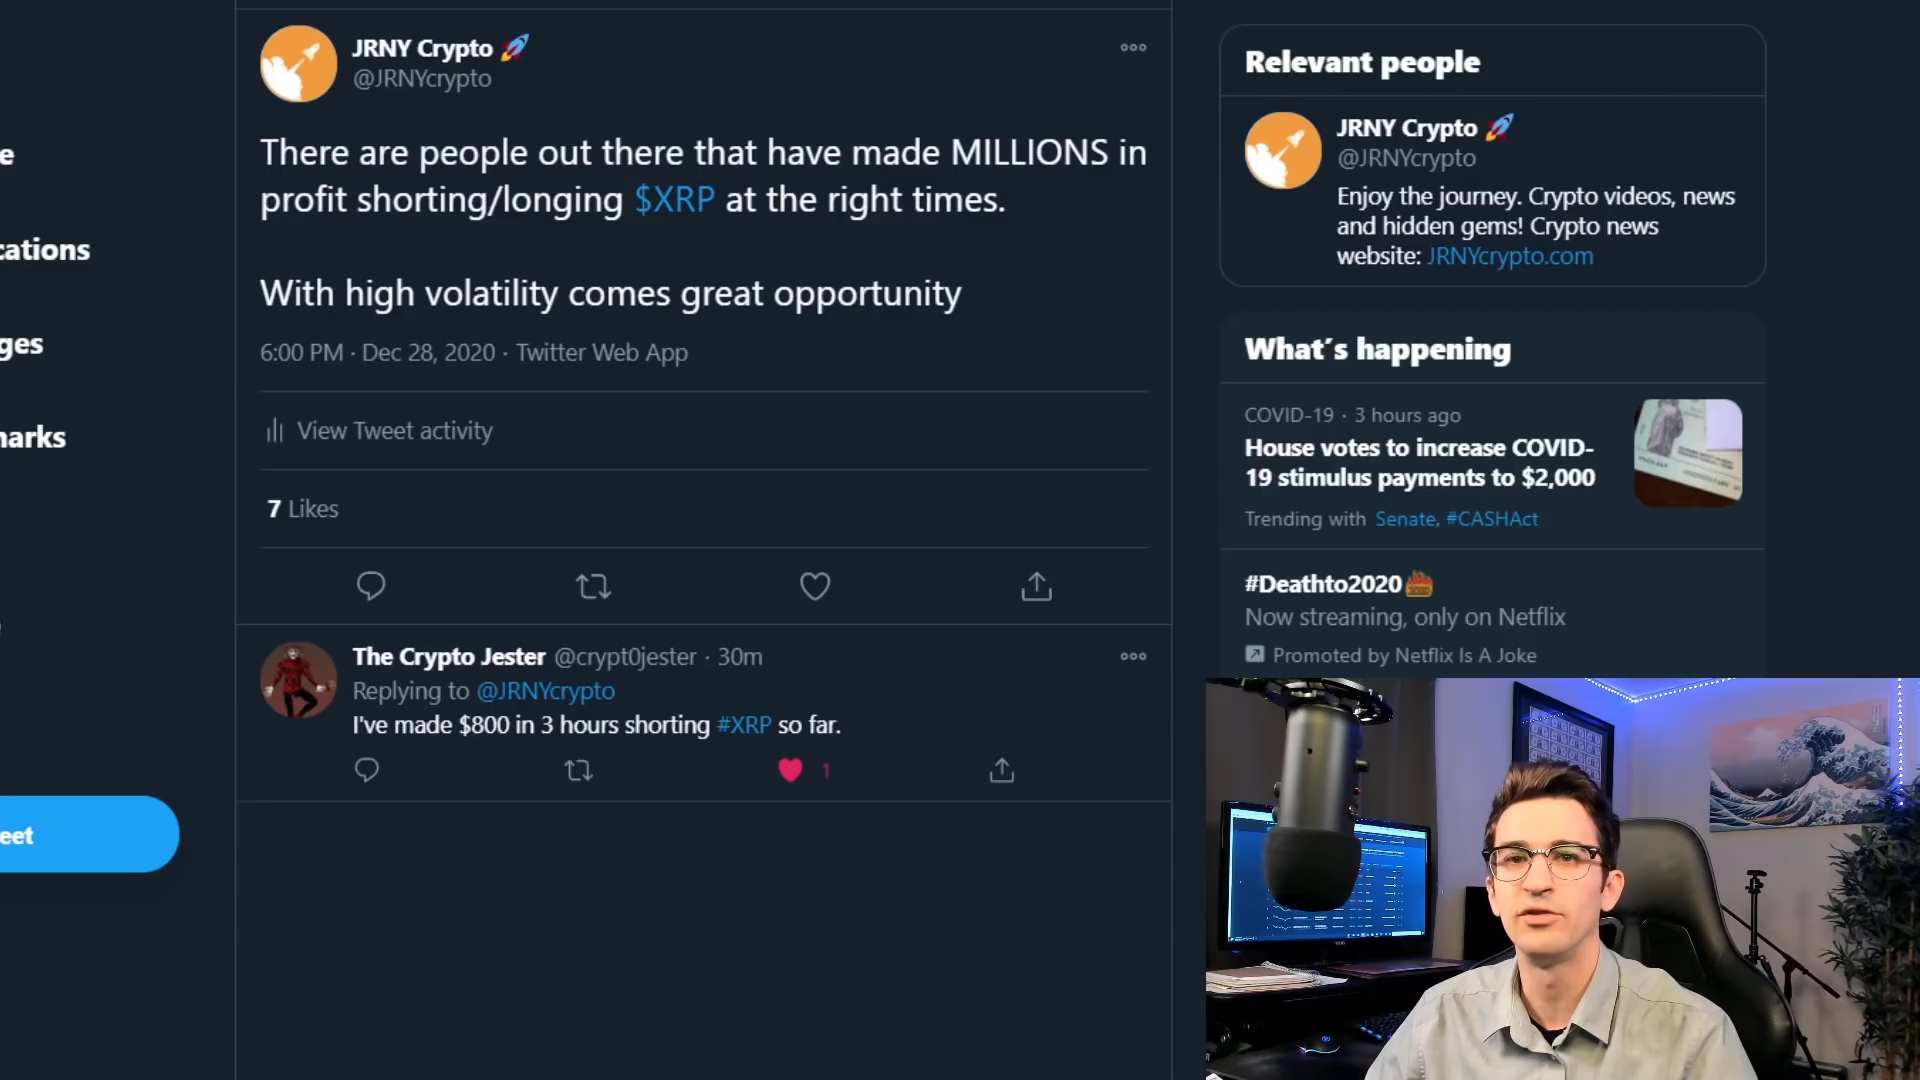 e
cations
ges
narks
eet
JRNY Crypto
@JRNYcrypto
There are people out there that have made MILLIONS in
profit shorting/longing $XRP at the right times.
With high volatility comes great opportunity
6:00 PM · Dec 28, 2020 · Twitter Web App
View Tweet activity
7 Likes
The Crypto Jester @crypt0jester · 30m
Replying to @JRNYcrypto
I've made $800 in 3 hours shorting #XRP so far.
1
Relevant people
JRNY Crypto
@JRNYcrypto
Enjoy the journey. Crypto videos, news
and hidden gems! Crypto news
website: JRNYcrypto.com
What's happening
COVID-19 · 3 hours ago
House votes to increase COVID-
19 stimulus payments to $2,000
Trending with Senate, #CASHAct
#Deathto2020
Now streaming, only on Netflix
Promoted by Netflix Is A Joke